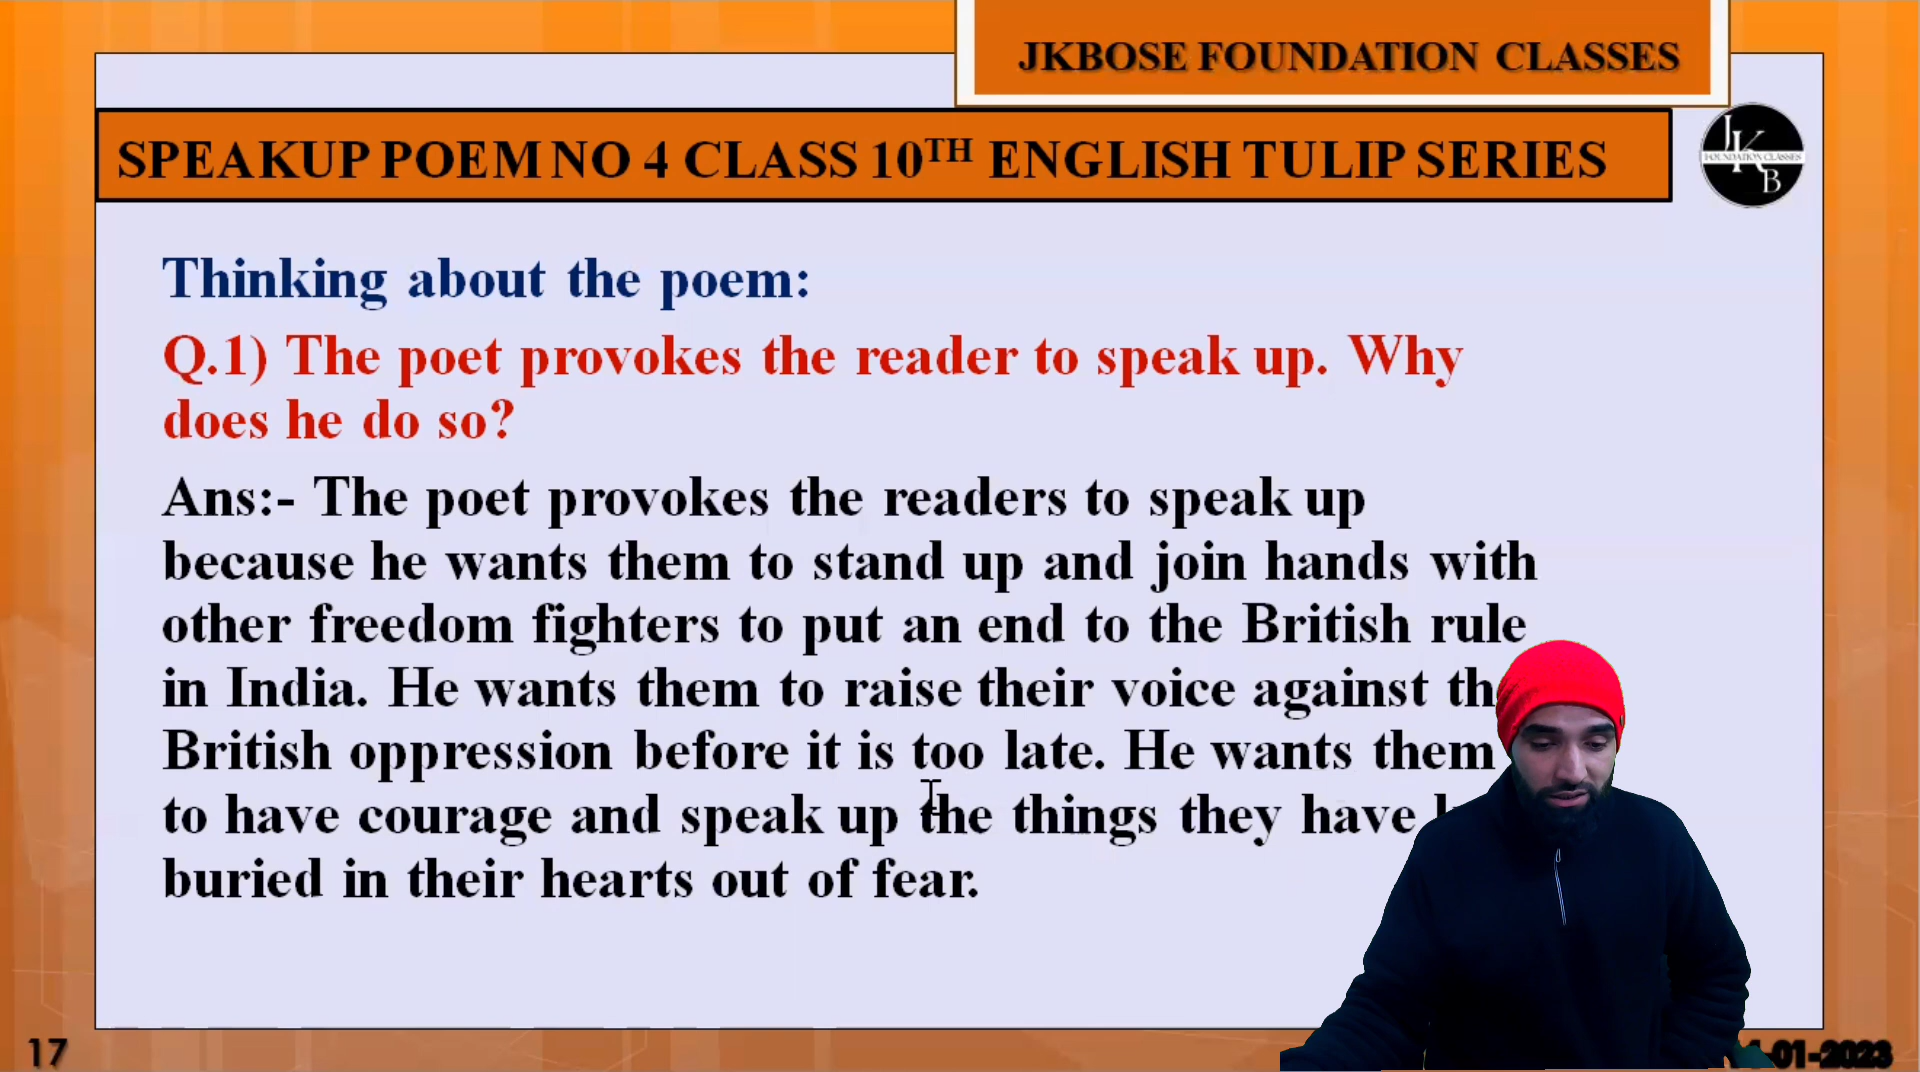 JKBOSE FOUNDATION CLASSES
SPEAKUP POEM NO 4 CLASS 10TH ENGLISH TULIP SERIES
JK
FOUNDATION CLASSES
B
Thinking about the poem:
Q.1) The poet provokes the reader to speak up. Why
does he do so?
Ans:- The poet provokes the readers to speak up
because he wants them to stand up and join hands with
other freedom fighters to put an end to the British rule
in India. He wants them to raise their voice against
British oppression before it is too late. He wants them
to have courage and speak up the things they have
buried in their hearts out of fear.
17
-01-2023